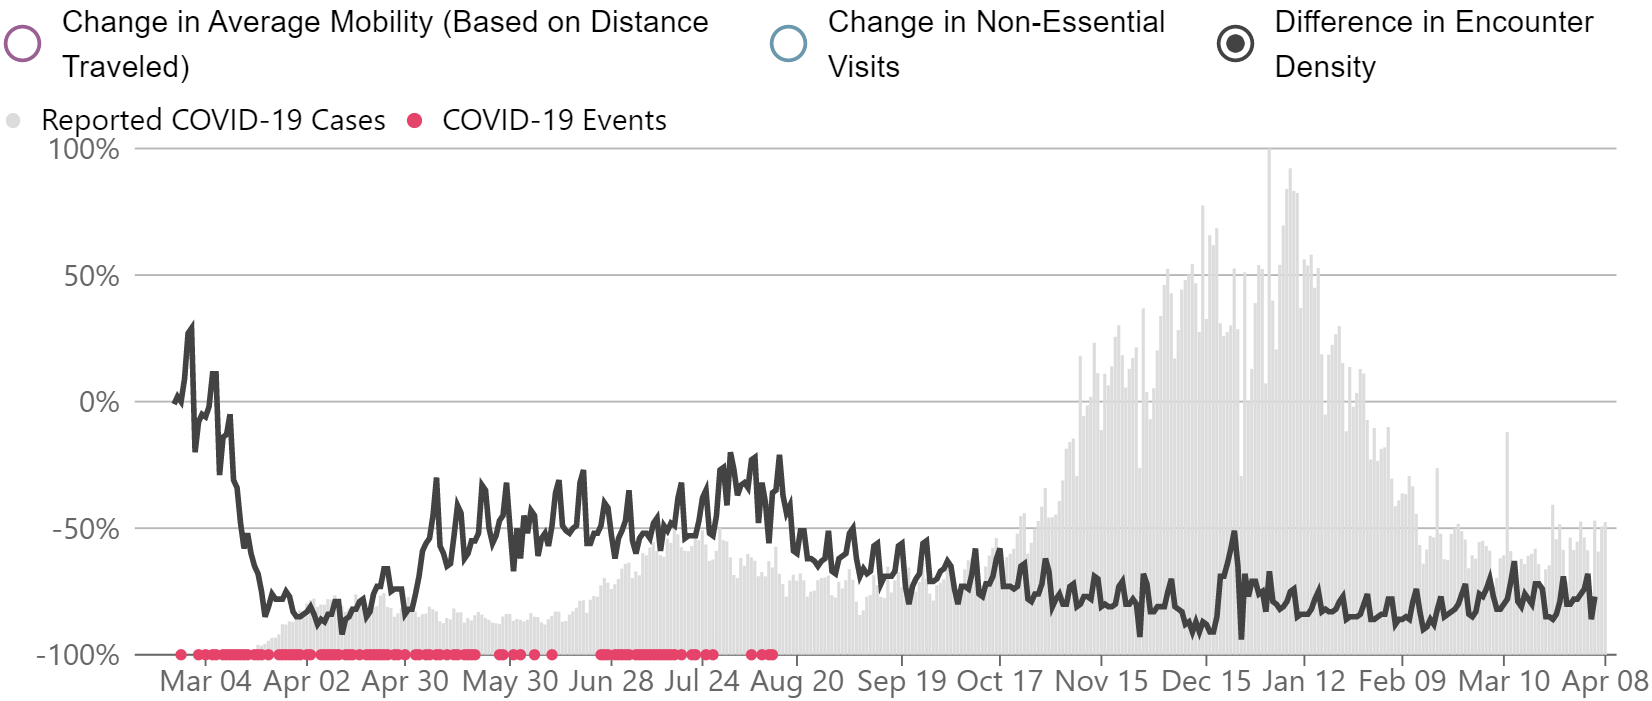 Change in Average Mobility (Based on Distance Traveled)
Change in Non-Essential Visits
Difference in Encounter Density
Reported COVID-19 Cases
COVID-19 Events
100%
50%
0%
-50%
-100%
Mar 04
Apr 02
Apr 30
May 30
Jun 28
Jul 24
Aug 20
Sep 19
Oct 17
Nov 15
Dec 15
Jan 12
Feb 09
Mar 10
Apr 08